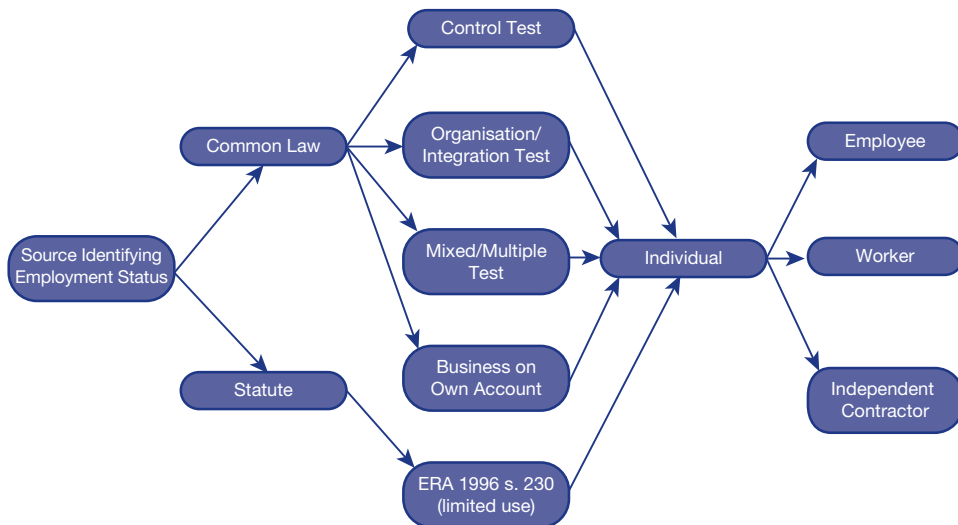 Source Identifying
Employment Status
Common Law
Statute
Control Test
Organisation/
Integration Test
Mixed/Multiple
Test
Business on
Own Account
ERA 1996 s. 230
(limited use)
Individual
Employee
Worker
Independent
Contractor